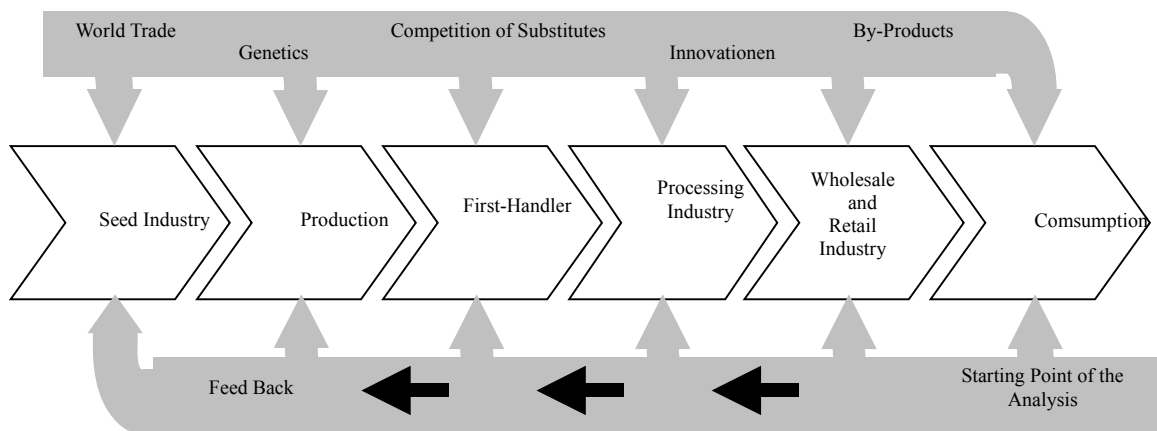 World Trade
Competition of Substitutes
By-Products
Genetics
Innovationen
Seed Industry
Production
First-Handler
Processing
Industry
Wholesale
and
Retail
Industry
Comsumption
Feed Back
Starting Point of the
Analysis